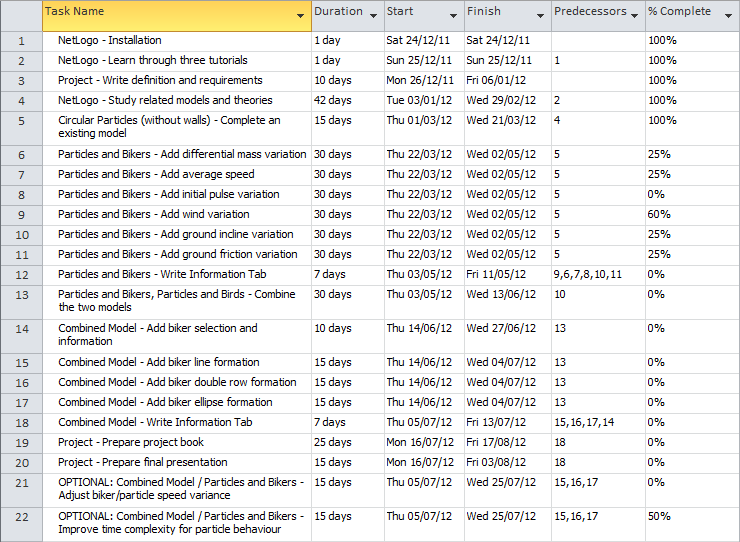 Task Name Duration Start Finish Predecessors % Complete
1 NetLogo - Installation 1 day Sat 24/12/11 Sat 24/12/11 100%
2 NetLogo - Learn through three tutorials 1 day Sun 25/12/11 Sun 25/12/11 1 100%
3 Project - Write definition and requirements 10 days Mon 26/12/11 Fri 06/01/12 100%
4 NetLogo - Study related models and theories 42 days Tue 03/01/12 Wed 29/02/12 2 100%
5 Circular Particles (without walls) - Complete an 15 days Thu 01/03/12 Wed 21/03/12 4 100%
existing model
6 Particles and Bikers - Add differential mass variation 30 days Thu 22/03/12 Wed 02/05/12 5 25%
7 Particles and Bikers - Add average speed 30 days Thu 22/03/12 Wed 02/05/12 5 25%
8 Particles and Bikers - Add initial pulse variation 30 days Thu 22/03/12 Wed 02/05/12 5 0%
9 Particles and Bikers - Add wind variation 30 days Thu 22/03/12 Wed 02/05/12 5 60%
10 Particles and Bikers - Add ground incline variation 30 days Thu 22/03/12 Wed 02/05/12 5 25%
11 Particles and Bikers - Add ground friction variation 30 days Thu 22/03/12 Wed 02/05/12 5 25%
12 Particles and Bikers - Write Information Tab 7 days Thu 03/05/12 Fri 11/05/12 9,6,7,8,10,11 0%
13 Particles and Bikers, Particles and Birds - Combine 30 days Thu 03/05/12 Wed 13/06/12 10 0%
the two models
14 Combined Model - Add biker selection and 10 days Thu 14/06/12 Wed 27/06/12 13 0%
information
15 Combined Model - Add biker line formation 15 days Thu 14/06/12 Wed 04/07/12 13 0%
16 Combined Model - Add biker double row formation 15 days Thu 14/06/12 Wed 04/07/12 13 0%
17 Combined Model - Add biker ellipse formation 15 days Thu 14/06/12 Wed 04/07/12 13 0%
18 Combined Model - Write Information Tab 7 days Thu 05/07/12 Fri 13/07/12 15,16,17,14 0%
19 Project - Prepare project book 25 days Mon 16/07/12 Fri 17/08/12 18 0%
20 Project - Prepare final presentation 15 days Mon 16/07/12 Fri 03/08/12 18 0%
21 OPTIONAL: Combined Model / Particles and Bikers - 15 days Thu 05/07/12 Wed 25/07/12 15,16,17 0%
Adjust biker/particle speed variance
22 OPTIONAL: Combined Model / Particles and Bikers - 15 days Thu 05/07/12 Wed 25/07/12 15,16,17 50%
Improve time complexity for particle behaviour